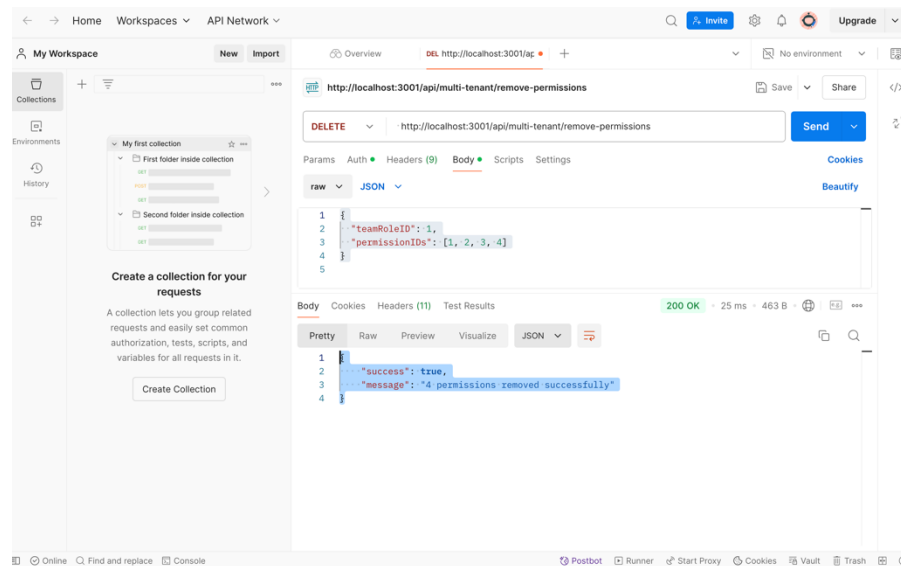 Home Workspaces API Network Invite Upgrade
My Workspace New Import Overview DEL http://localhost:3001/ap No environment
Collections
Environments
History
My first collection
First folder inside collection
GET
POST
GET
Second folder inside collection
GET
GET
Create a collection for your
requests
A collection lets you group related
requests and easily set common
authorization, tests, scripts, and
variables for all requests in it.
Create Collection
HTTP http://localhost:3001/api/multi-tenant/remove-permissions Save Share
DELETE http://localhost:3001/api/multi-tenant/remove-permissions Send
Params Auth Headers (9) Body Scripts Settings Cookies
raw JSON Beautify
1 {
2 "teamRoleID": 1,
3 "permissionIDs": [1, 2, 3, 4]
4 }
5
Body Cookies Headers (11) Test Results 200 OK 25 ms 463 B
Pretty Raw Preview Visualize JSON
1 {
2 "success": true,
3 "message": "4 permissions removed successfully"
4 }
Online Find and replace Console Postbot Runner Start Proxy Cookies Vault Trash